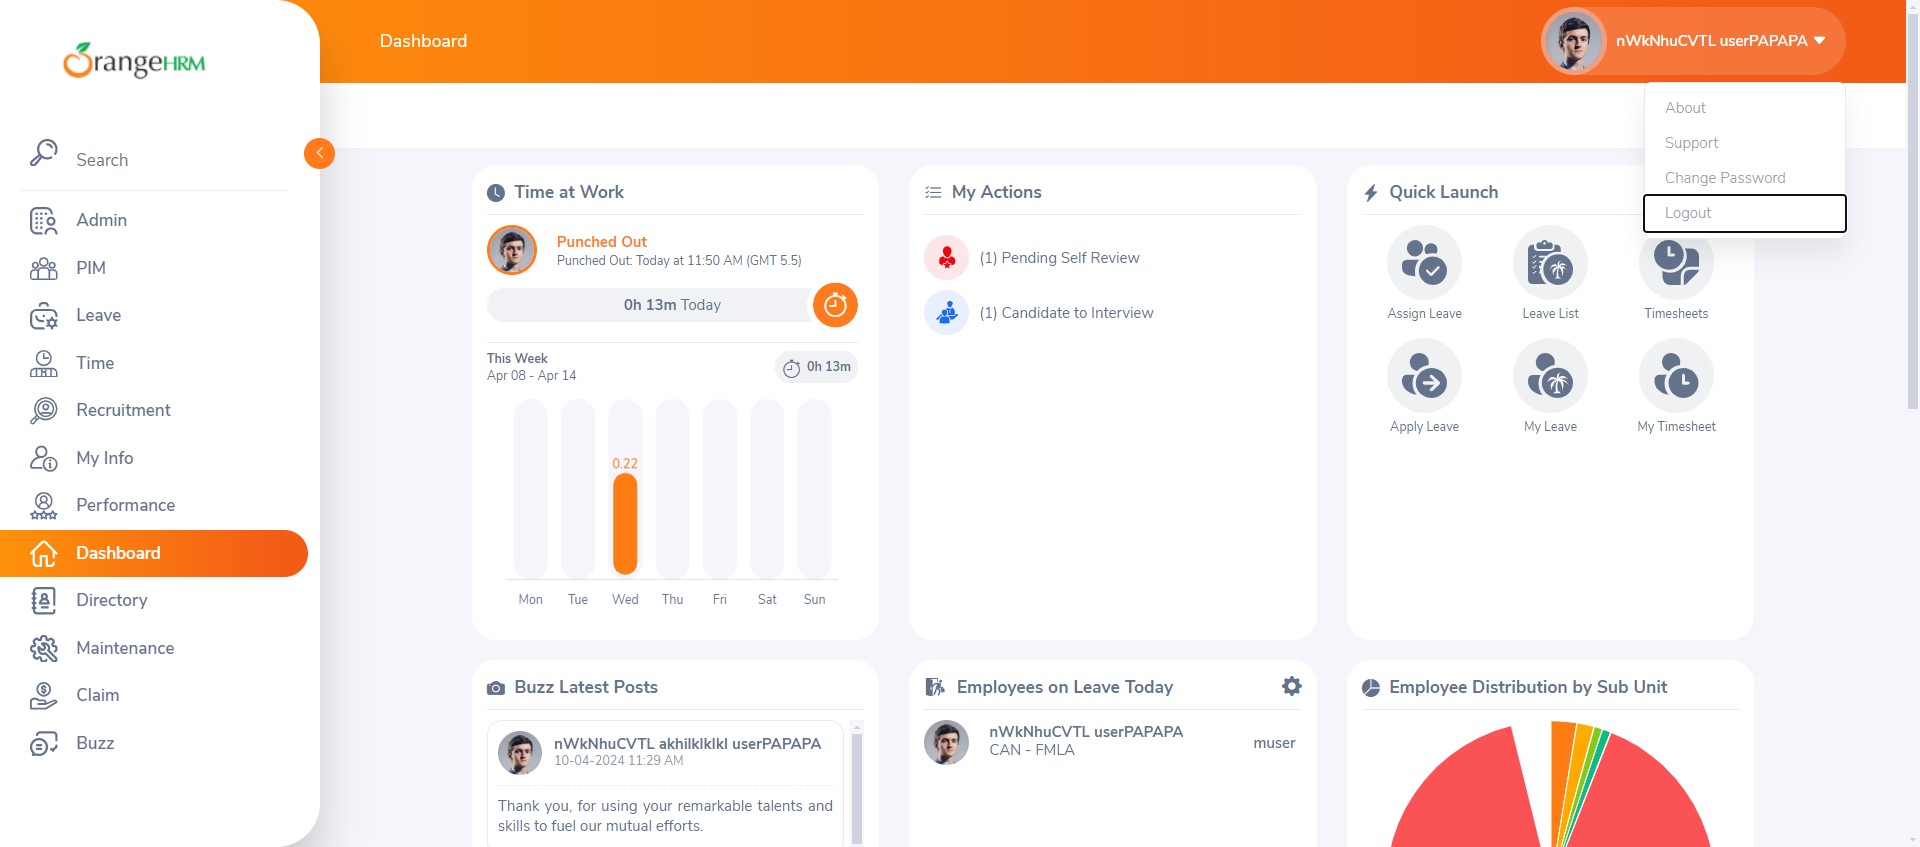 OrangeHRM
Dashboard
nWkNhuCVTL userPAPAPA
About
Support
Change Password
Logout
Search
Admin
PIM
Leave
Time
Recruitment
My Info
Performance
Dashboard
Directory
Maintenance
Claim
Buzz
Time at Work
Punched Out
Punched Out: Today at 11:50 AM (GMT 5.5)
0h 13m Today
This Week
Apr 08 - Apr 14
0h 13m
0.22
Mon Tue Wed Thu Fri Sat Sun
My Actions
(1) Pending Self Review
(1) Candidate to Interview
Quick Launch
Assign Leave Leave List Timesheets
Apply Leave My Leave My Timesheet
Buzz Latest Posts
nWkNhuCVTL akhilklklkl userPAPAPA
10-04-2024 11:29 AM
Thank you, for using your remarkable talents and
skills to fuel our mutual efforts.
Employees on Leave Today
nWkNhuCVTL userPAPAPA
CAN - FMLA
muser
Employee Distribution by Sub Unit